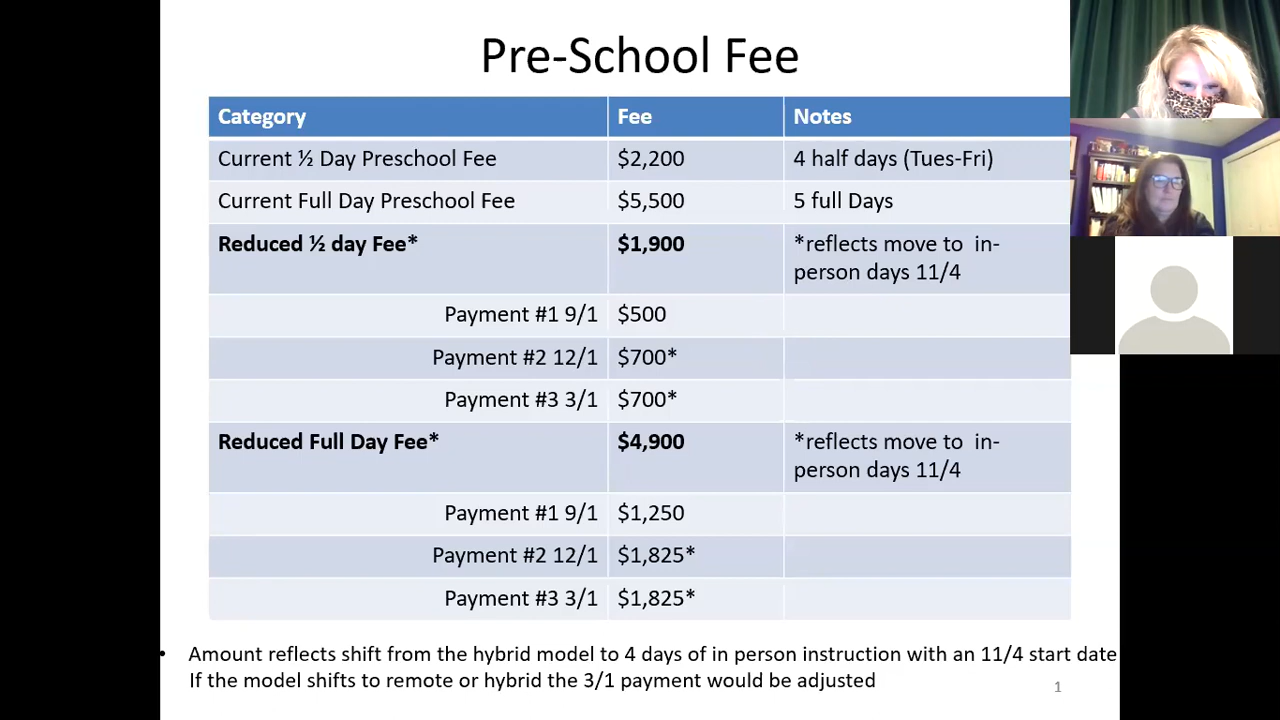 Pre-School Fee
Category Fee Notes
Current ½ Day Preschool Fee $2,200 4 half days (Tues-Fri)
Current Full Day Preschool Fee $5,500 5 full Days
Reduced ½ day Fee* $1,900 *reflects move to in-
person days 11/4
Payment #1 9/1 $500
Payment #2 12/1 $700*
Payment #3 3/1 $700*
Reduced Full Day Fee* $4,900 *reflects move to in-
person days 11/4
Payment #1 9/1 $1,250
Payment #2 12/1 $1,825*
Payment #3 3/1 $1,825*
• Amount reflects shift from the hybrid model to 4 days of in person instruction with an 11/4 start date
If the model shifts to remote or hybrid the 3/1 payment would be adjusted
1